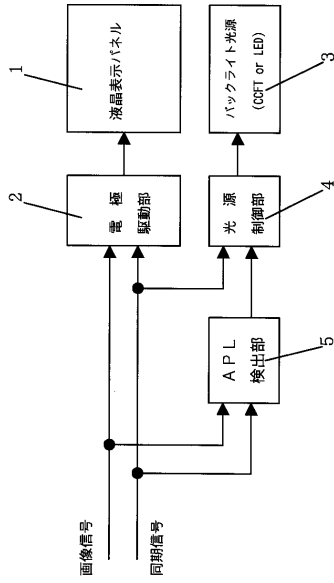 画像信号
同期信号
2
電極
駆動部
1
液晶表示パネル
APL
検出部
5
光源
制御部
4
バックライト光源
(CCFT or LED)
3